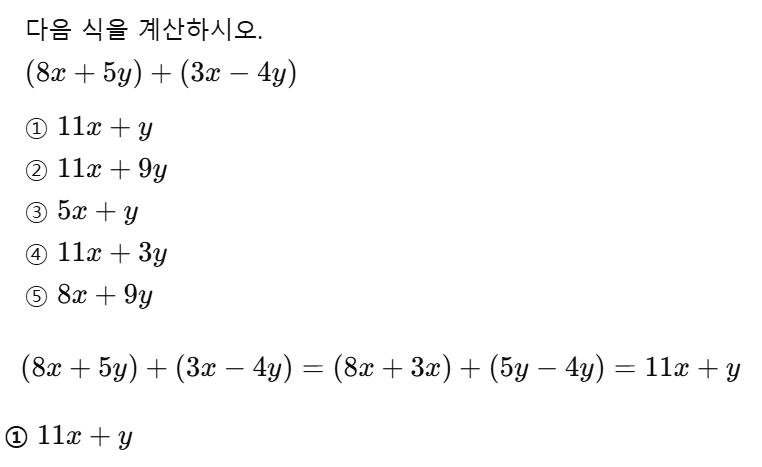 다음 식을 계산하시오.
(8x + 5y) + (3x − 4y)
① 11x + y
② 11x + 9y
③ 5x + y
④ 11x + 3y
⑤ 8x + 9y
(8x + 5y) + (3x − 4y) = (8x + 3x) + (5y − 4y) = 11x + y
① 11x + y